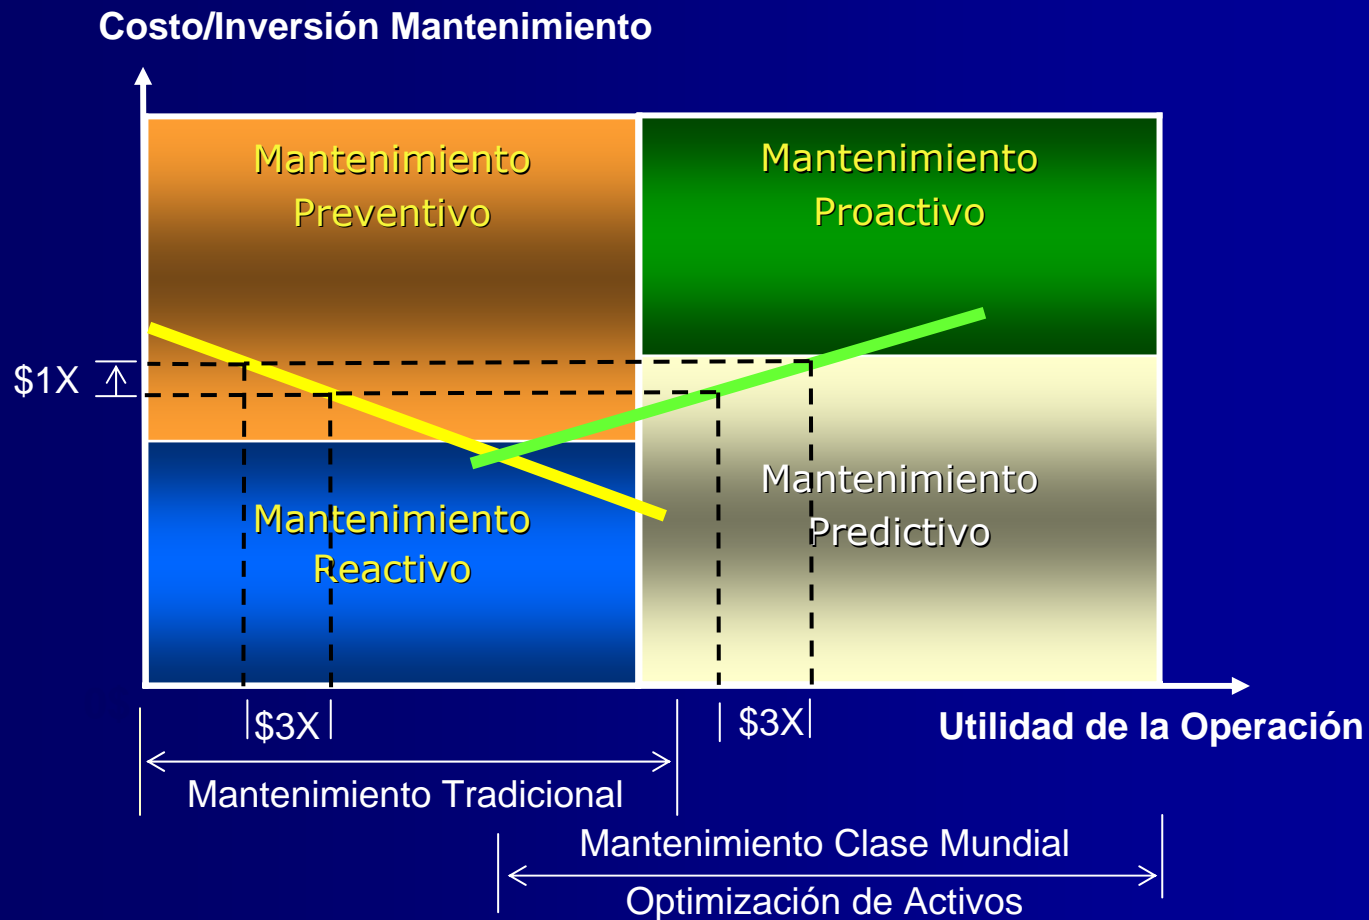 Costo/Inversión Mantenimiento
Mantenimiento
Preventivo
Mantenimiento
Proactivo
$1X
Mantenimiento
Reactivo
Mantenimiento
Predictivo
$3X
$3X
Utilidad de la Operación
Mantenimiento Tradicional
Mantenimiento Clase Mundial
Optimización de Activos